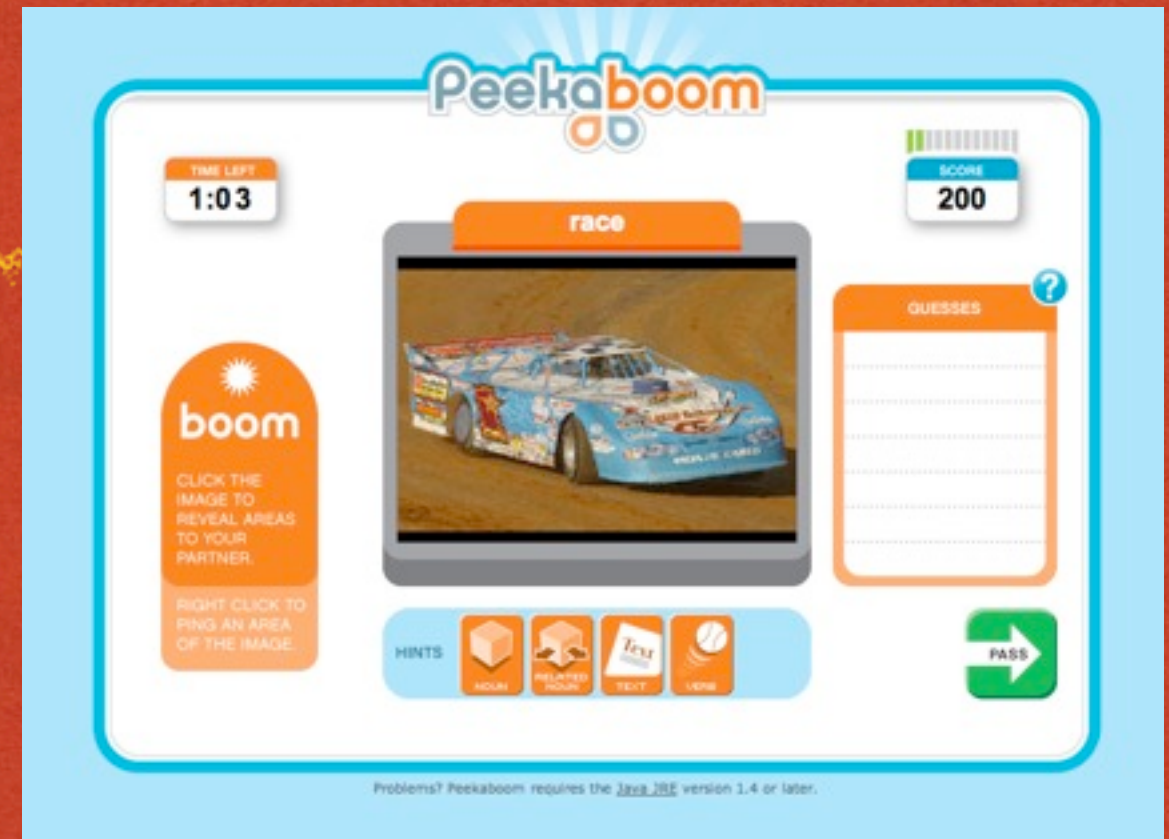 Peekaboom
TIME LEFT
1:03
SCORE
200
race
?
GUESSES
boom
CLICK THE
IMAGE TO
REVEAL AREAS
TO YOUR
PARTNER.
RIGHT CLICK TO
PING AN AREA
OF THE IMAGE.
HINTS
NOUN
RELATED
NOUN
Text
TEXT
VERB
PASS
Problems? Peekaboom requires the Java JRE version 1.4 or later.